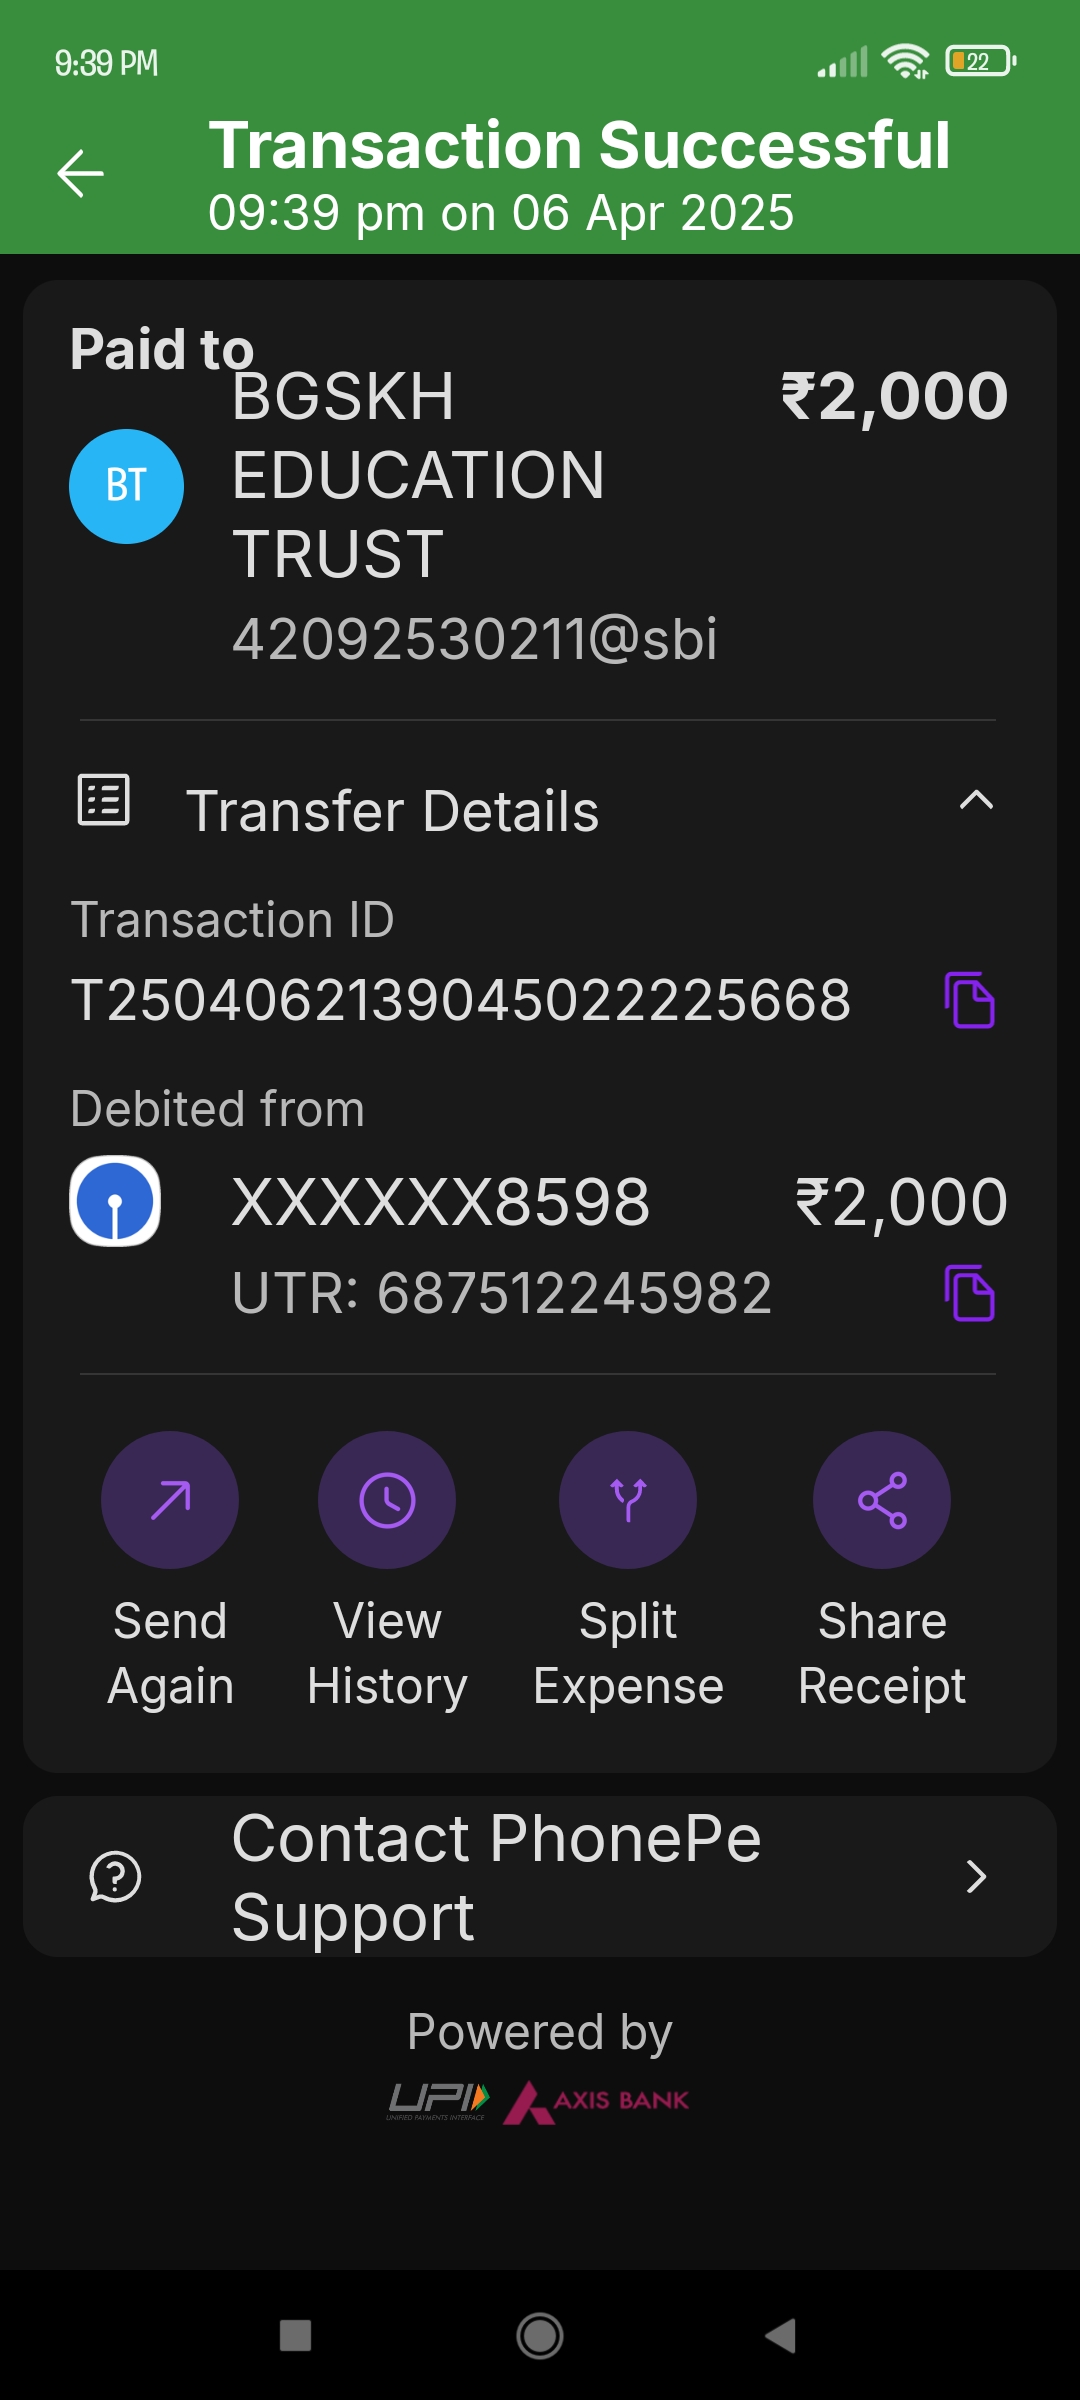 9:39 PM
22
Transaction Successful
09:39 pm on 06 Apr 2025
Paid to
BT
BGSKH
EDUCATION
TRUST
₹2,000
42092530211@sbi
Transfer Details
Transaction ID
T2504062139045022225668
Debited from
XXXXXX8598
₹2,000
UTR: 687512245982
Send
Again
View
History
Split
Expense
Share
Receipt
Contact PhonePe
Support
Powered by
UPI
UNIFIED PAYMENTS INTERFACE
AXIS BANK